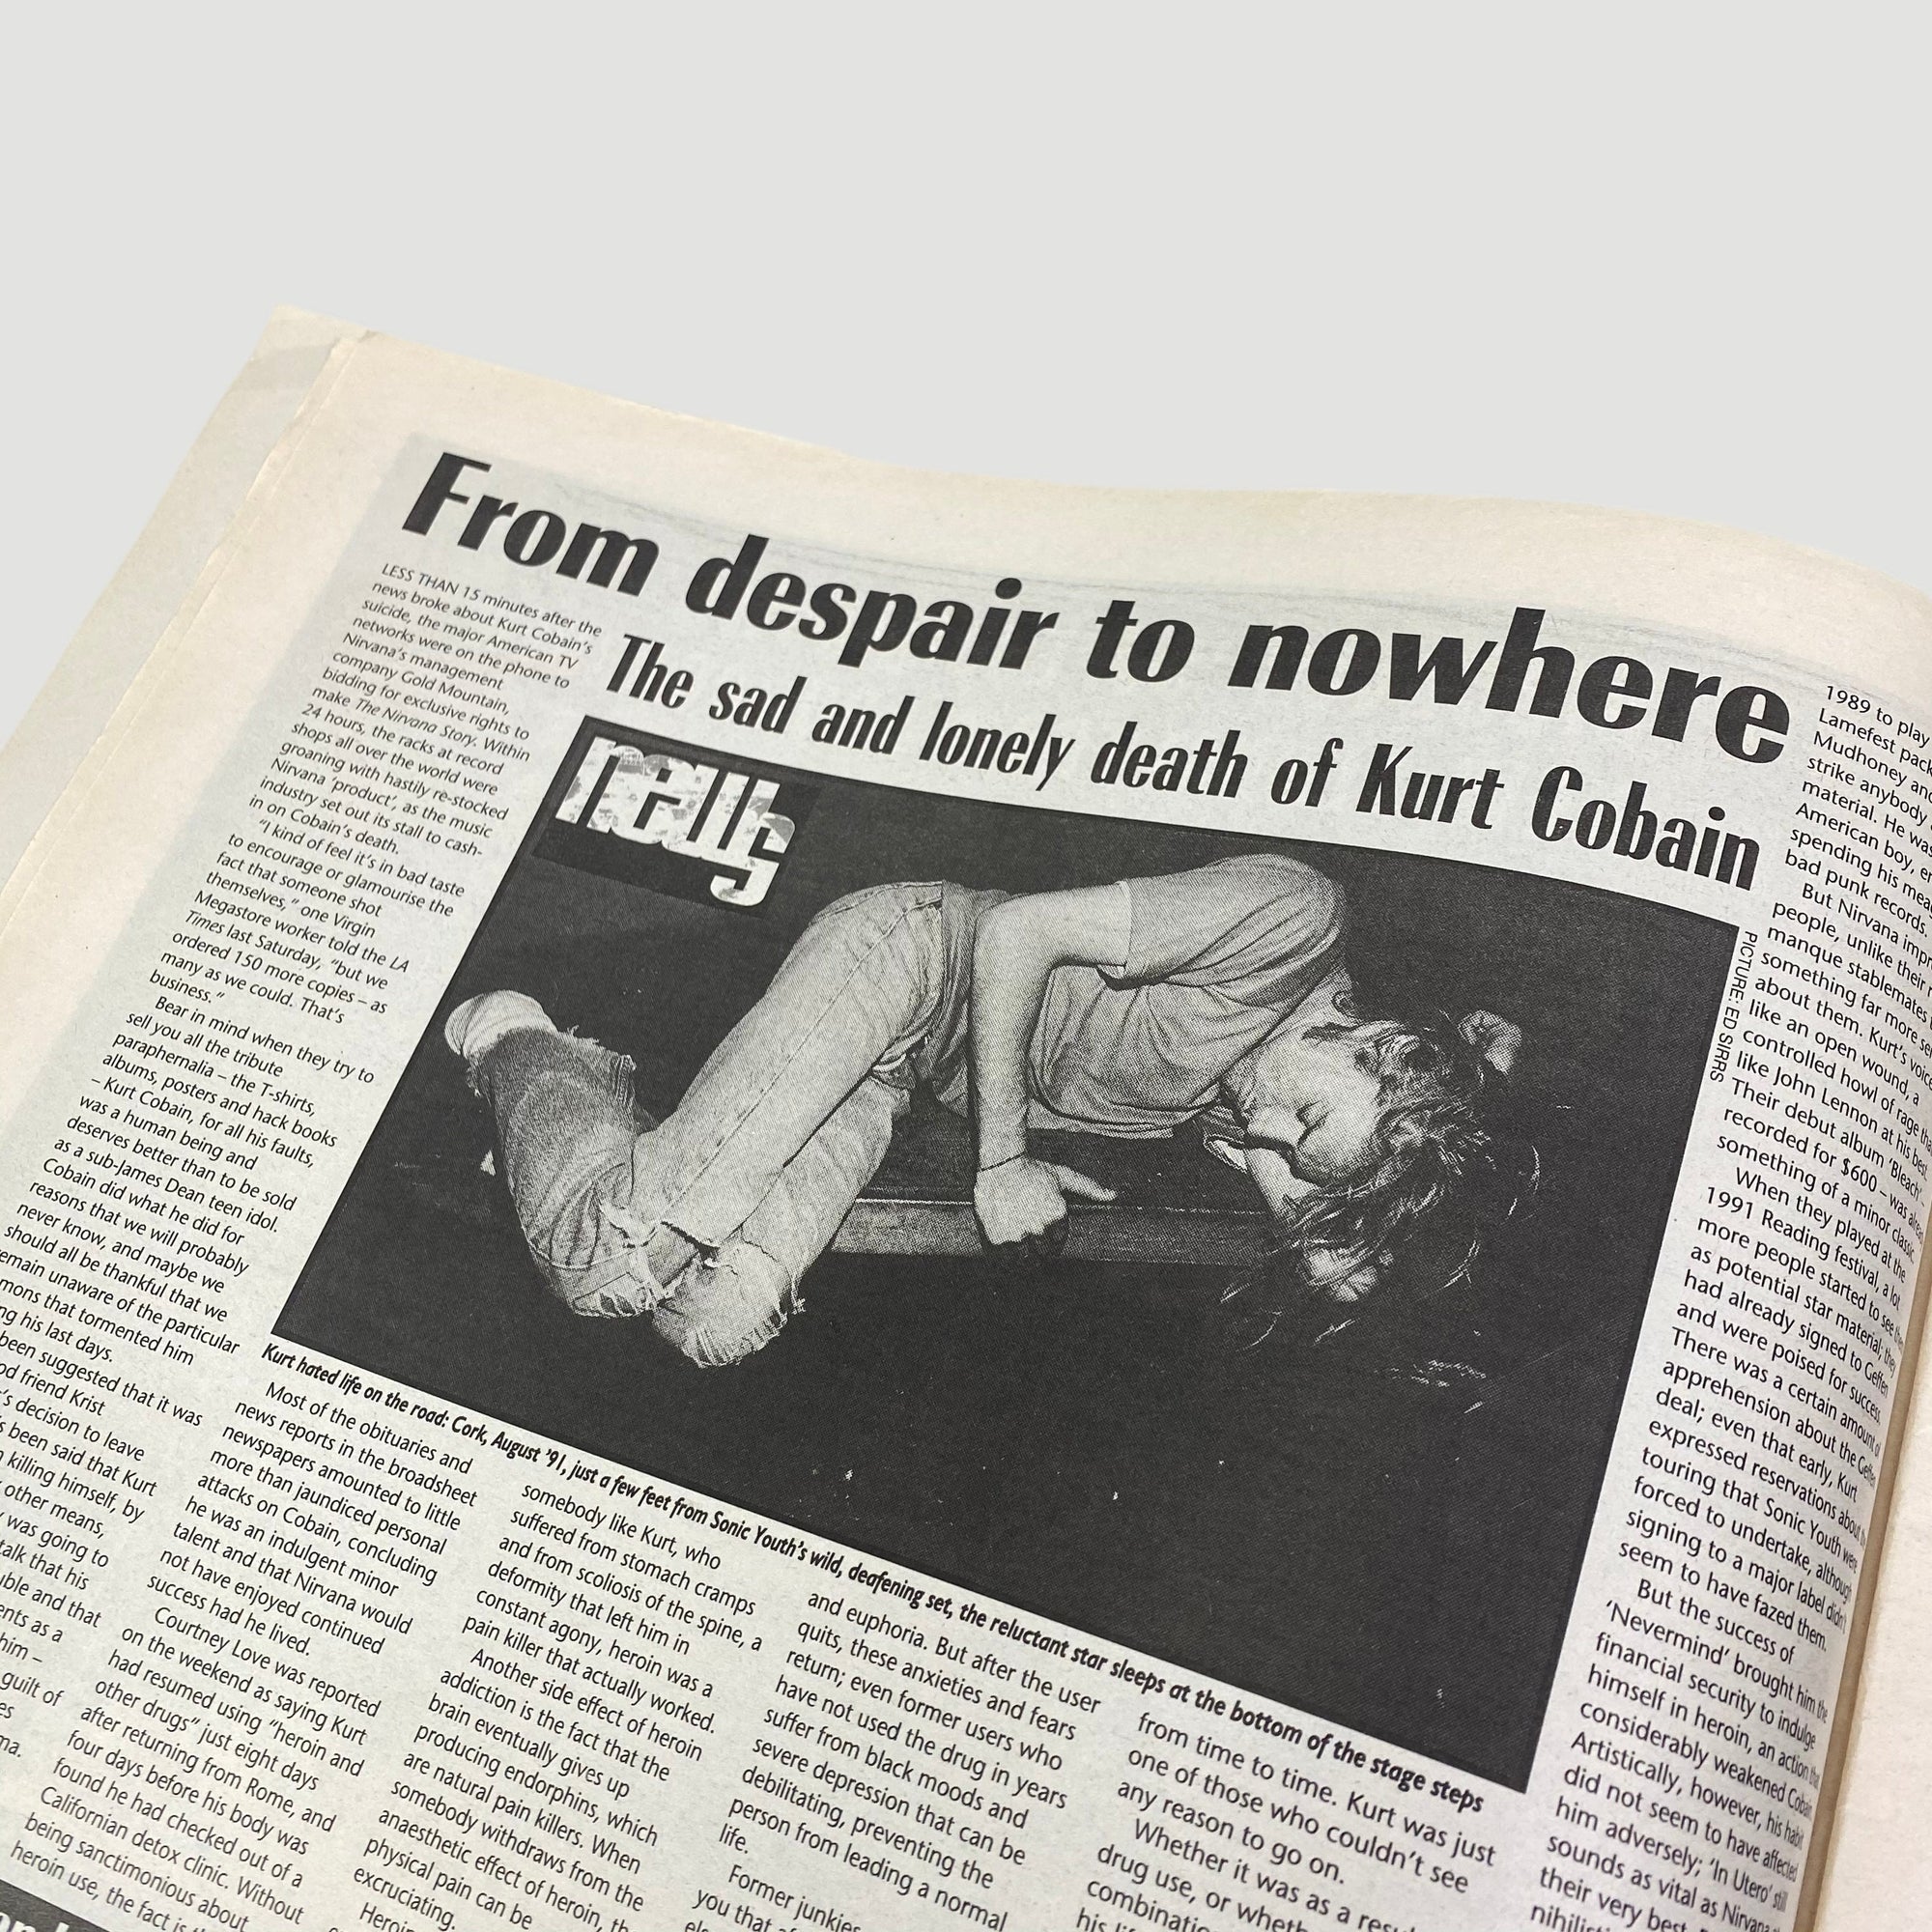 From despair to nowhere
The sad and lonely death of Kurt Cobain
LESS THAN 15 minutes after the
news broke about Kurt Cobain's
suicide, the major American TV
networks were on the phone to
Nirvana's management
company Gold Mountain,
bidding for exclusive rights to
make The Nirvana Story. Within
24 hours, the racks at record
shops all over the world were
groaning with hastily re-stocked
Nirvana 'product', as the music
industry set out its stall to cash-
in on Cobain's death.
"I kind of feel it's in bad taste
to encourage or glamourise the
fact that someone shot
themselves," one Virgin
Megastore worker told the LA
Times last Saturday, "but we
ordered 150 more copies – as
many as we could. That's
business."
Bear in mind when they try to
sell you all the tribute
paraphernalia – the T-shirts,
albums, posters and hack books
– Kurt Cobain, for all his faults,
was a human being and
deserves better than to be sold
as a sub-James Dean teen idol.
Cobain did what he did for
reasons that we will probably
never know, and maybe we
should all be thankful that we
remain unaware of the particular
mons that tormented him
ng his last days.
been suggested that it was
od friend Krist
's decision to leave
s been said that Kurt
killing himself, by
other means,
was going to
talk that his
uble and that
ents as a
him –
guilt of
es
ma.
news
Kurt hated life on the road: Cork, August '91, just a few feet from Sonic Youth's wild, deafening set, the reluctant star sleeps at the bottom of the stage steps
PICTURE: ED SIRRS
Most of the obituaries and
news reports in the broadsheet
newspapers amounted to little
more than jaundiced personal
attacks on Cobain, concluding
he was an indulgent minor
talent and that Nirvana would
not have enjoyed continued
success had he lived.
Courtney Love was reported
on the weekend as saying Kurt
had resumed using "heroin and
other drugs" just eight days
after returning from Rome, and
four days before his body was
found he had checked out of a
Californian detox clinic. Without
being sanctimonious about
heroin use, the fact is
somebody like Kurt, who
suffered from stomach cramps
and from scoliosis of the spine, a
deformity that left him in
constant agony, heroin was a
pain killer that actually worked.
Another side effect of heroin
addiction is the fact that the
brain eventually gives up
producing endorphins, which
are natural pain killers. When
somebody withdraws from the
anaesthetic effect of heroin, th
physical pain can be
excruciating.
Heroin
and euphoria. But after the user
quits, these anxieties and fears
return; even former users who
have not used the drug in years
suffer from black moods and
severe depression that can be
debilitating, preventing the
person from leading a normal
life.
Former junkies
you that
from time to time. Kurt was just
one of those who couldn't see
any reason to go on.
Whether it was as a resul
drug use, or wheth
combinatio
his li
1989 to play
Lamefest pack
Mudhoney and
strike anybody
material. He was
American boy, er
spending his mea
bad punk records.
But Nirvana impr
people, unlike their
manque stablemates
something far more se
about them. Kurt's voic
like an open wound, a
controlled howl of rage tha
like John Lennon at his best
Their debut album 'Bleach'
recorded for $600 – was
something of a minor classic.
When they played at the
1991 Reading festival, a lot
more people started to see
as potential star material; they
had already signed to Geffen
and were poised for success.
There was a certain amount of
apprehension about the Geffen
deal; even that early, Kurt
expressed reservations about
touring that Sonic Youth were
forced to undertake, although
signing to a major label didn't
seem to have fazed them.
But the success of
'Nevermind' brought him the
financial security to indulge
himself in heroin, an action that
considerably weakened Cobain
Artistically, however, his habit
did not seem to have affected
him adversely; 'In Utero' still
sounds as vital as Nirvana
their very best.
nihilisti